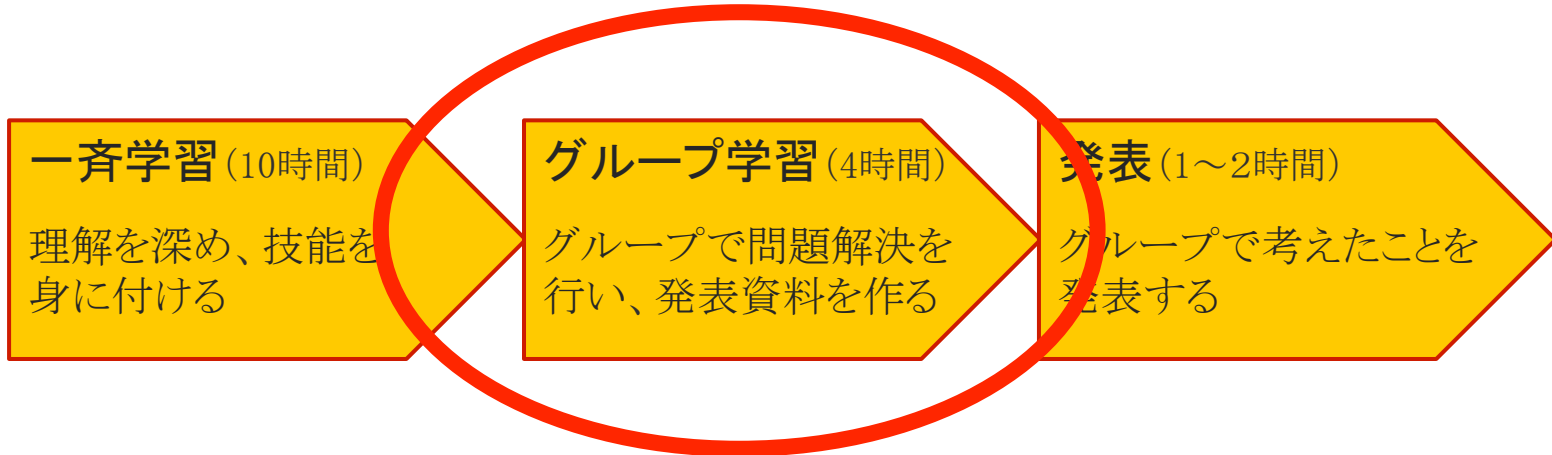 一斉学習(10時間)
理解を深め、技能を
身に付ける
グループ学習(4時間)
グループで問題解決を
行い、発表資料を作る
発表(1～2時間)
グループで考えたことを
発表する